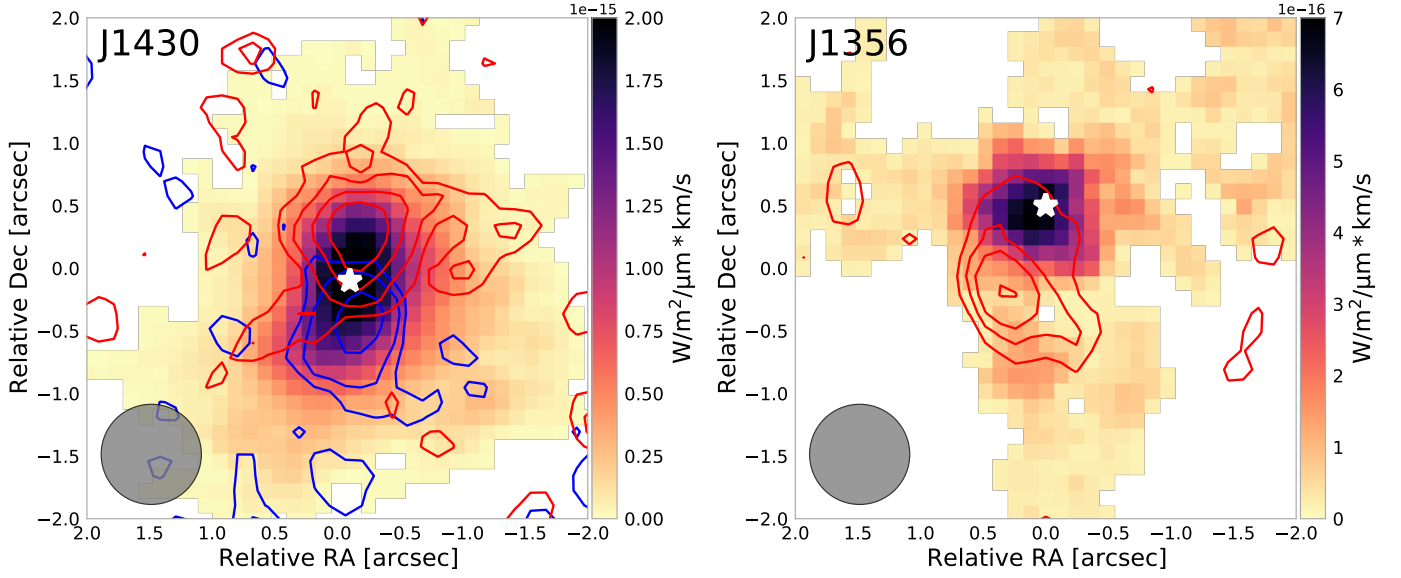 J1430
Relative Dec [arcsec]
2.0
1.5
1.0
0.5
0.0
−0.5
−1.0
−1.5
−2.0
2.0 1.5 1.0 0.5 0.0 −0.5 −1.0 −1.5 −2.0
Relative RA [arcsec]
1e−15
2.00
1.75
1.50
1.25
1.00
0.75
0.50
0.25
0.00
W/m²/μm * km/s
J1356
Relative Dec [arcsec]
2.0
1.5
1.0
0.5
0.0
−0.5
−1.0
−1.5
−2.0
2.0 1.5 1.0 0.5 0.0 −0.5 −1.0 −1.5 −2.0
Relative RA [arcsec]
1e−16
7
6
5
4
3
2
1
0
W/m²/μm * km/s